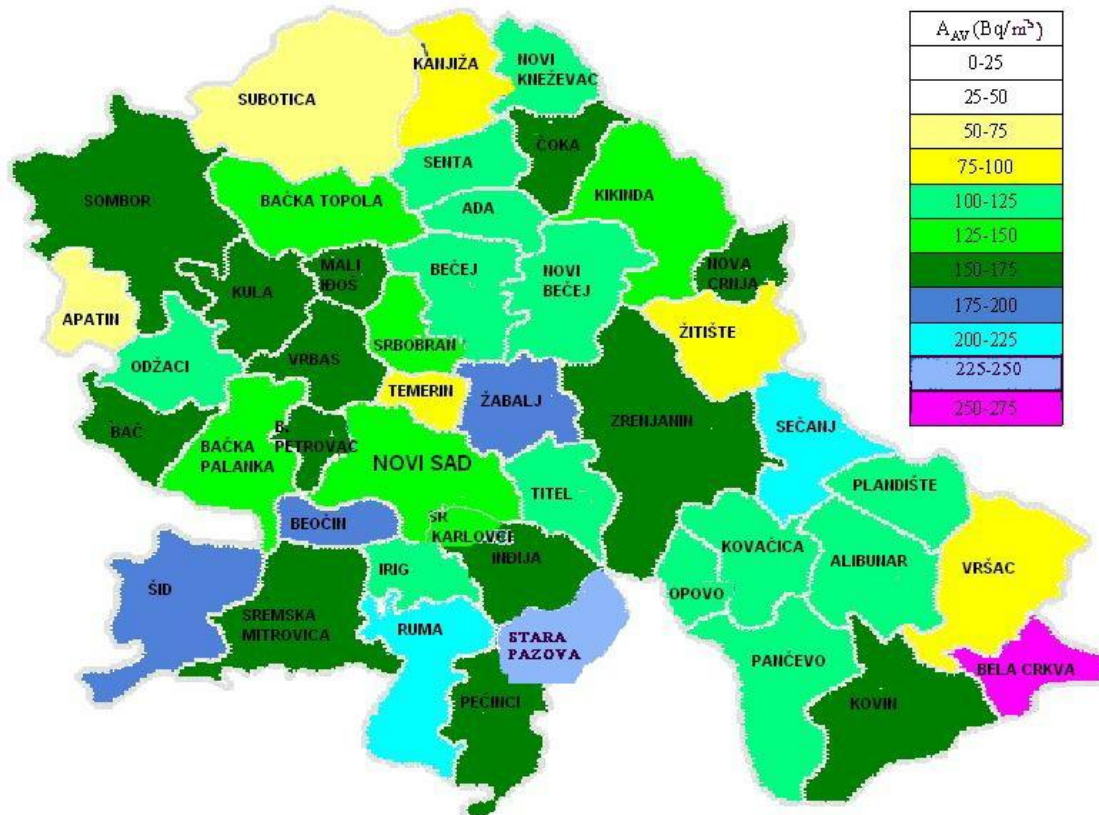 A_AV (Bq/m³)
0-25
25-50
50-75
75-100
100-125
125-150
150-175
175-200
200-225
225-250
250-275
KANJIŽA
NOVI
KNEŽEVAC
SUBOTICA
SENTA
ČOKA
SOMBOR
BAČKA TOPOLA
ADA
KIKINDA
MALI
IĐOŠ
BEČEJ
NOVI
BEČEJ
NOVA
CRNJA
KULA
APATIN
ŽITIŠTE
SRBOBRAN
VRBAS
ODŽACI
TEMERIN
ŽABALJ
ZRENJANIN
SEČANJ
BAČ
BAČKA
PALANKA
B.
PETROVAC
NOVI SAD
TITEL
PLANDIŠTE
BEOČIN
SR
KARLOVCE
INĐIJA
KOVAČICA
ALIBUNAR
VRŠAC
IRIG
OPOVO
ŠID
SREMSKA
MITROVICA
RUMA
STARA
PAZOVA
PANČEVO
BELA CRKVA
PEĆINCI
KOVIN